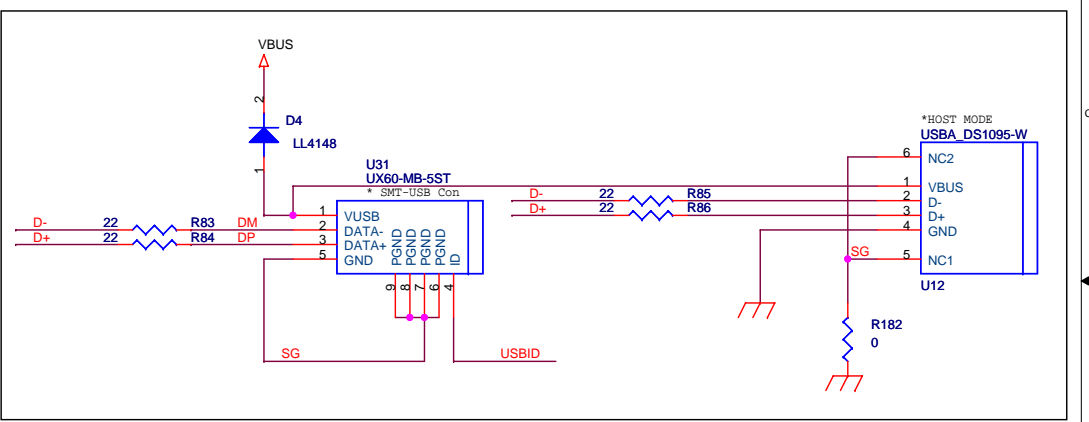 VBUS
2
D4
LL4148
1
*HOST MODE
USBA_DS1095-W
U31
UX60-MB-5ST
* SMT-USB Con
6 NC2
1 VBUS
D- 22 R85 2 D-
D+ 22 R86 3 D+
4 GND
SG 5 NC1
U12
1 VUSB
D- 22 R83 DM 2 DATA-
D+ 22 R84 DP 3 DATA+
5 GND
PGND PGND PGND PGND ID
9 8 7 6 4
SG
USBID
R182
0